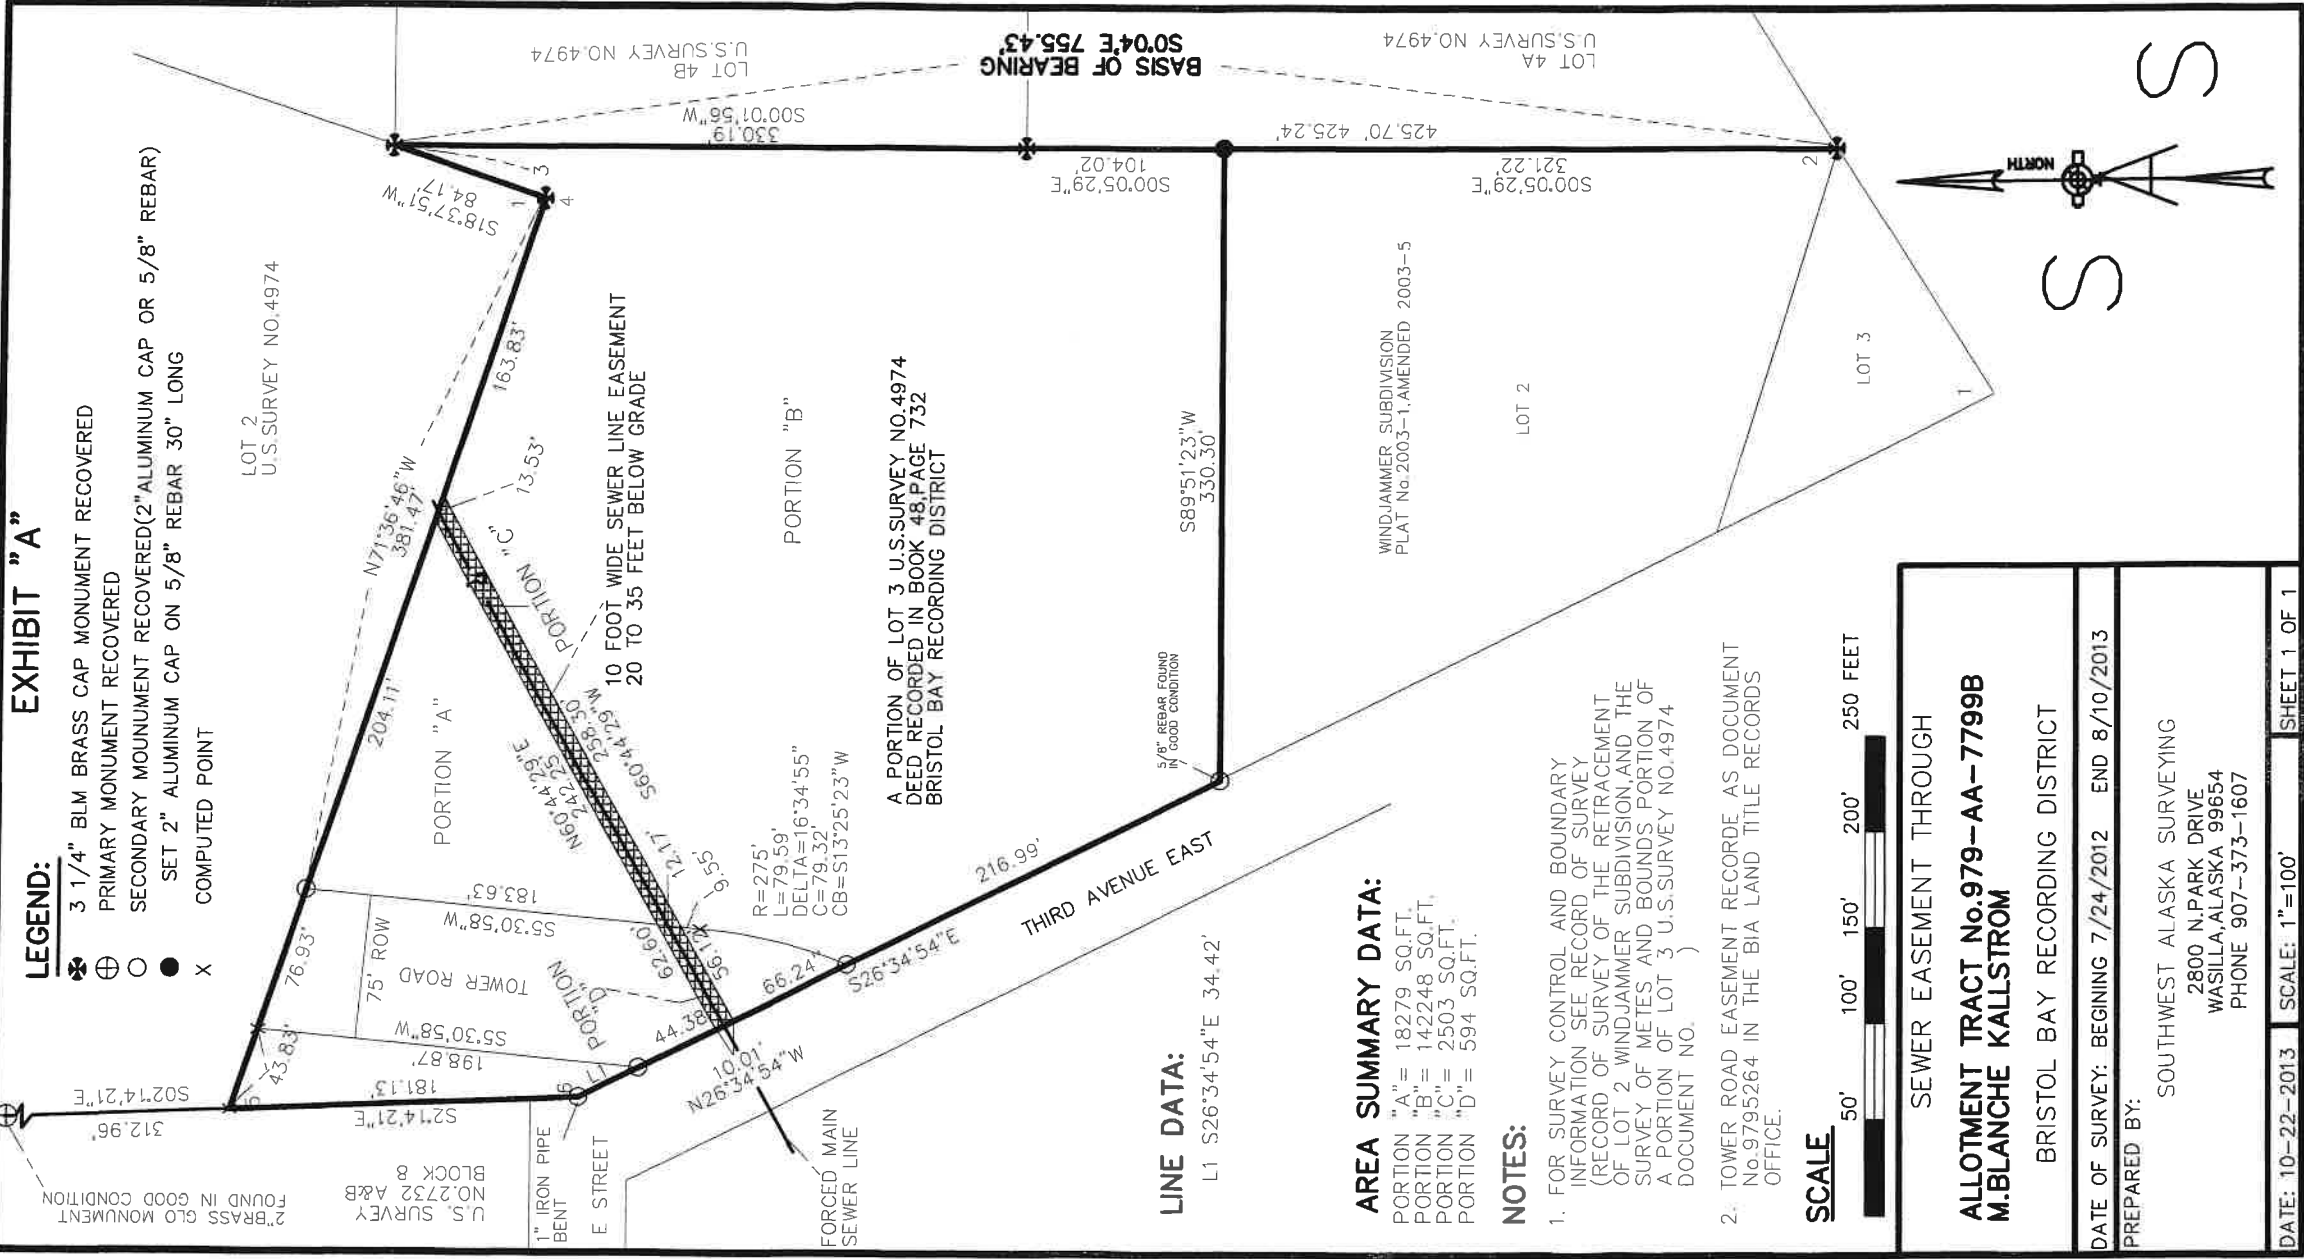 EXHIBIT "A"
LEGEND:
3 1/4" BLM BRASS CAP MONUMENT RECOVERED
PRIMARY MONUMENT RECOVERED
SECONDARY MOUNUMENT RECOVERED(2"ALUMINUM CAP OR 5/8" REBAR)
SET 2" ALUMINUM CAP ON 5/8" REBAR 30" LONG
X COMPUTED POINT
LOT 2
U.S.SURVEY NO.4974
LOT 4B
U.S.SURVEY NO.4974
BASIS OF BEARING
S0°04'E 755.43'
LOT 4A
U.S.SURVEY NO.4974
330.19'
S00°01'56"W
S00°05'29"E
104.02'
425.70' 425.24'
S00°05'29"E
321.22'
2
S18°37'51"W
84.17'
1
3
4
N71°36'46"W
381.47'
163.83'
204.11'
76.93'
43.83'
13.53'
PORTION "A"
PORTION "C"
10 FOOT WIDE SEWER LINE EASEMENT
20 TO 35 FEET BELOW GRADE
PORTION "B"
A PORTION OF LOT 3 U.S.SURVEY NO.4974
DEED RECORDED IN BOOK 48,PAGE 732
BRISTOL BAY RECORDING DISTRICT
N60°44'29"E
242.25'
258.30'
S60°44'29"W
12.17'
9.55'
R=275'
L=79.59'
DELTA=16°34'55"
C=79.32'
CB=S13°25'23"W
183.63'
S5°30'58"W
75' ROW
TOWER ROAD
S5°30'58"W
198.87'
62.60'
56.12'
PORTION
"D"
66.24'
44.38'
10.01'
N26°34'54"W
L1
6
5
181.13'
S2°14'21"E
S02°14'21"E
312.96'
2"BRASS GLO MONUMENT
FOUND IN GOOD CONDITION
U.S. SURVEY
NO.2732 A&B
BLOCK 8
1" IRON PIPE
BENT
E STREET
FORCED MAIN
SEWER LINE
S26°34'54"E
216.99'
THIRD AVENUE EAST
5/8" REBAR FOUND
IN GOOD CONDITION
S89°51'23"W
330.30'
WINDJAMMER SUBDIVISION
PLAT No.2003-1,AMENDED 2003-5
LOT 2
LOT 3
1
NORTH
S
S
LINE DATA:
L1 S26°34'54"E 34.42'
AREA SUMMARY DATA:
PORTION "A"= 18279 SQ.FT.
PORTION "B"= 142248 SQ.FT.
PORTION "C"= 2503 SQ.FT.
PORTION "D"= 594 SQ.FT.
NOTES:
1. FOR SURVEY CONTROL AND BOUNDARY
INFORMATION SEE RECORD OF SURVEY
(RECORD OF SURVEY OF THE RETRACEMENT
OF LOT 2 WINDJAMMER SUBDIVISION,AND THE
SURVEY OF METES AND BOUNDS PORTION OF
A PORTION OF LOT 3 U.S.SURVEY NO.4974
DOCUMENT NO. )
2. TOWER ROAD EASEMENT RECORDE AS DOCUMENT
No.9795264 IN THE BIA LAND TITLE RECORDS
OFFICE.
SCALE
50' 100' 150' 200' 250 FEET
SEWER EASEMENT THROUGH
ALLOTMENT TRACT No.979-AA-7799B
M.BLANCHE KALLSTROM
BRISTOL BAY RECORDING DISTRICT
DATE OF SURVEY: BEGINING 7/24/2012 END 8/10/2013
PREPARED BY:
SOUTHWEST ALASKA SURVEYING
2800 N.PARK DRIVE
WASILLA,ALASKA 99654
PHONE 907-373-1607
DATE: 10-22-2013 SCALE: 1"=100' SHEET 1 OF 1